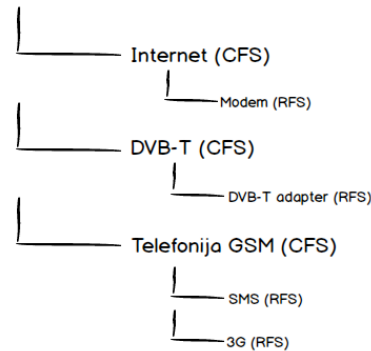 Internet (CFS)
Modem (RFS)
DVB-T (CFS)
DVB-T adapter (RFS)
Telefonija GSM (CFS)
SMS (RFS)
3G (RFS)